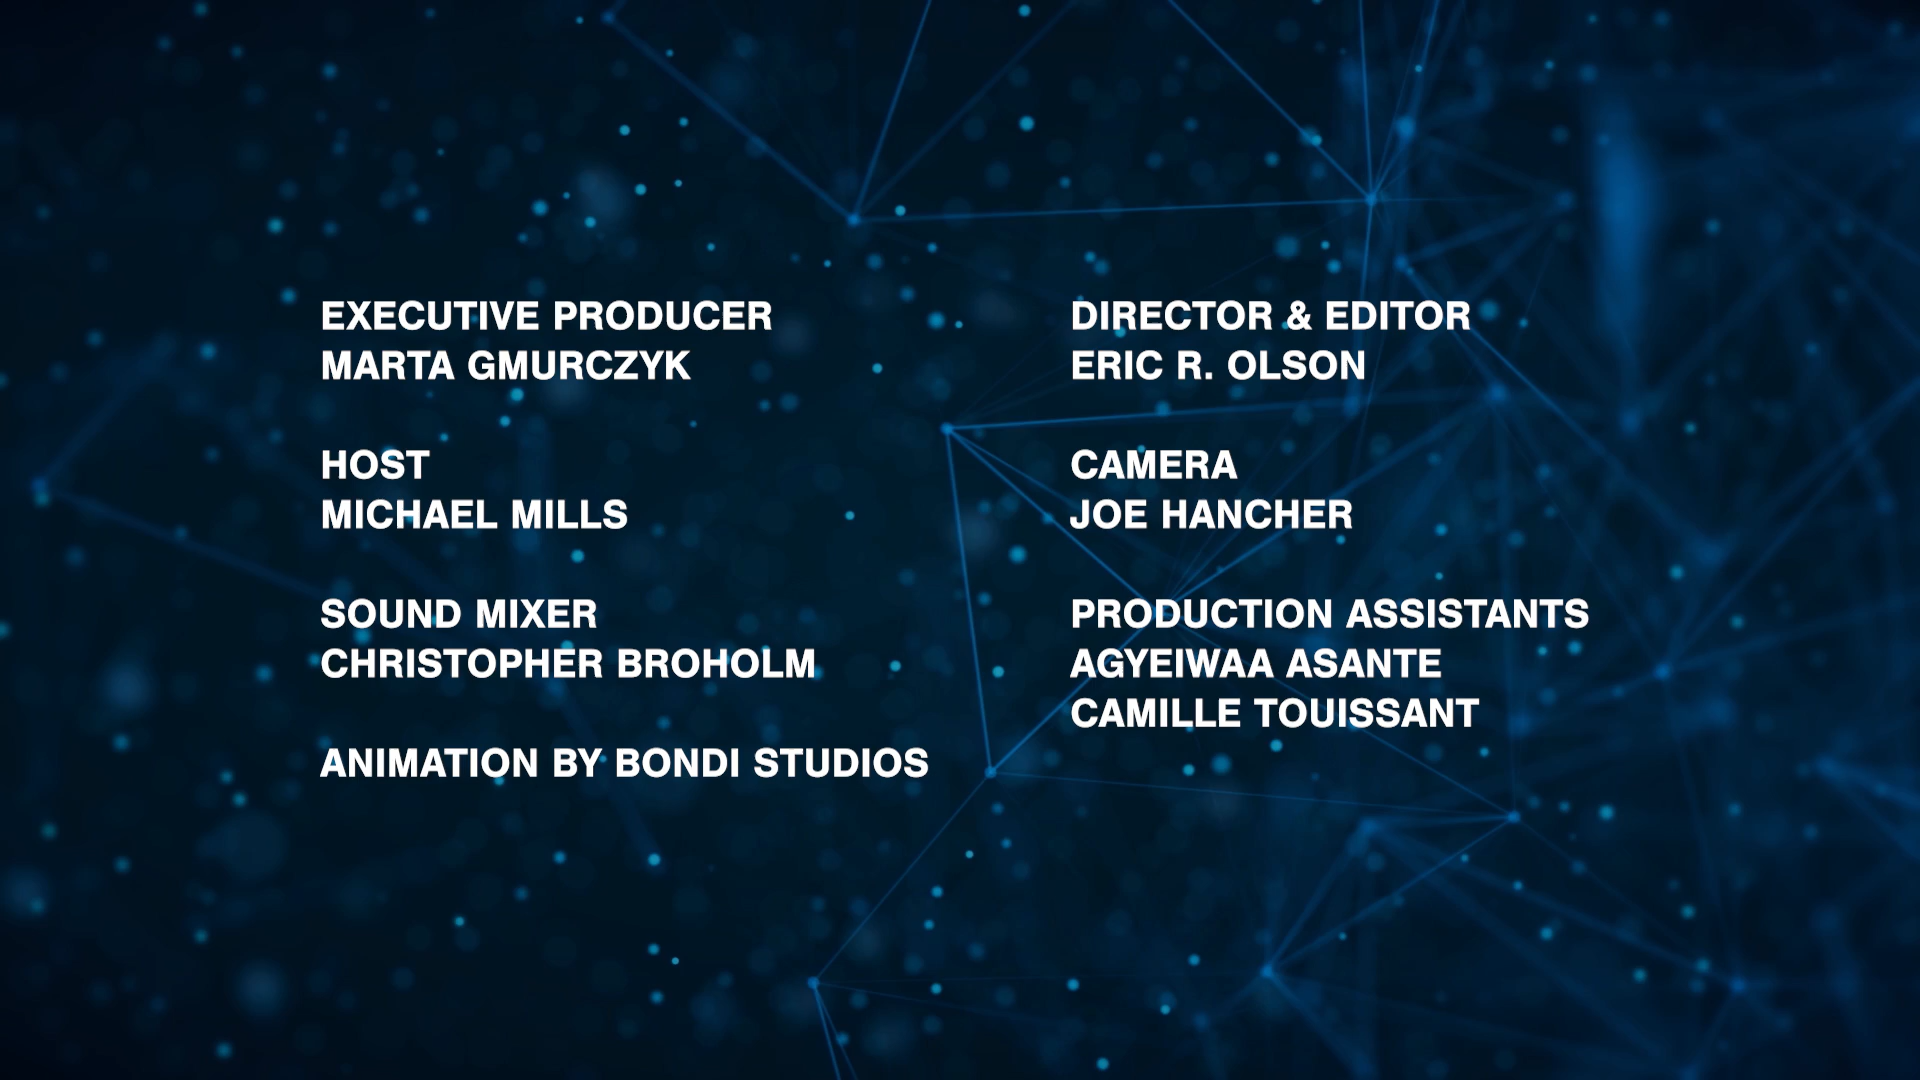 EXECUTIVE PRODUCER
MARTA GMURCZYK
HOST
MICHAEL MILLS
SOUND MIXER
CHRISTOPHER BROHOLM
ANIMATION BY BONDI STUDIOS
DIRECTOR & EDITOR
ERIC R. OLSON
CAMERA
JOE HANCHER
PRODUCTION ASSISTANTS
AGYEIWAA ASANTE
CAMILLE TOUISSANT